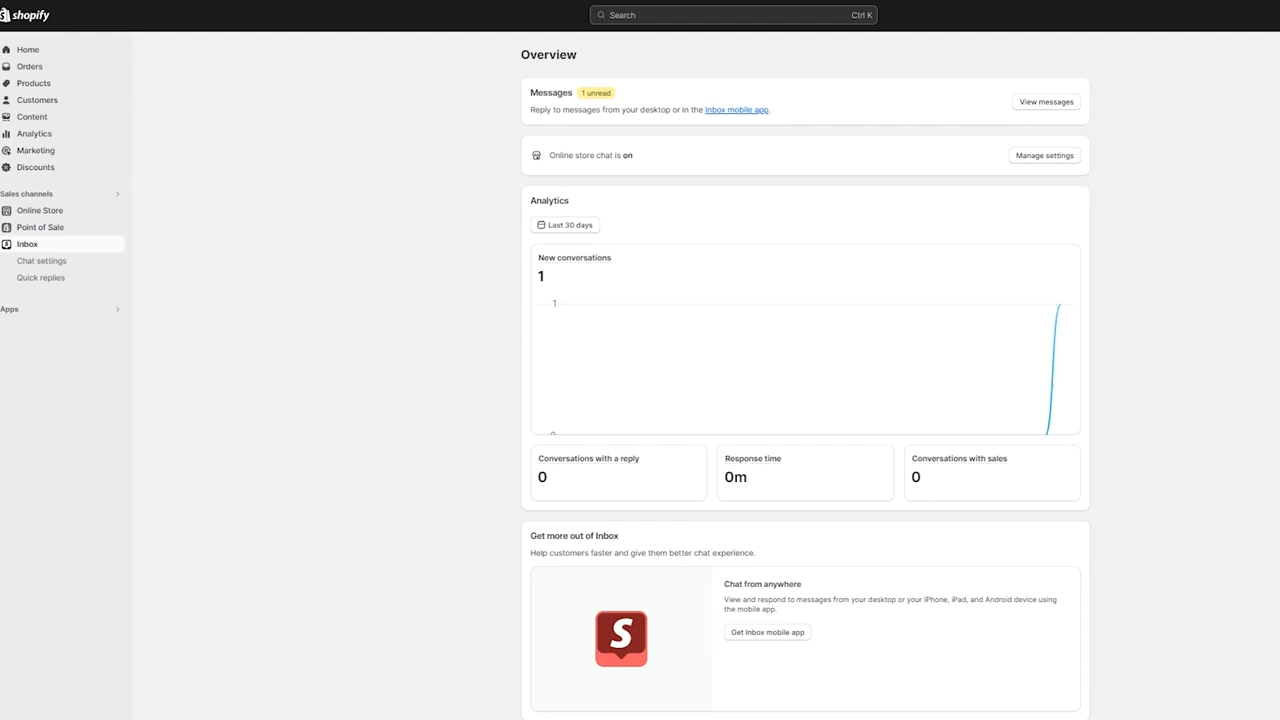 shopify
Search
Ctrl K
Home
Orders
Products
Customers
Content
Analytics
Marketing
Discounts
Sales channels
Online Store
Point of Sale
Inbox
Chat settings
Quick replies
Apps
Overview
Messages 1 unread
Reply to messages from your desktop or in the Inbox mobile app.
View messages
Online store chat is on
Manage settings
Analytics
Last 30 days
New conversations
1
1
0
Conversations with a reply
0
Response time
0m
Conversations with sales
0
Get more out of Inbox
Help customers faster and give them better chat experience.
Chat from anywhere
View and respond to messages from your desktop or your iPhone, iPad, and Android device using
the mobile app.
Get Inbox mobile app